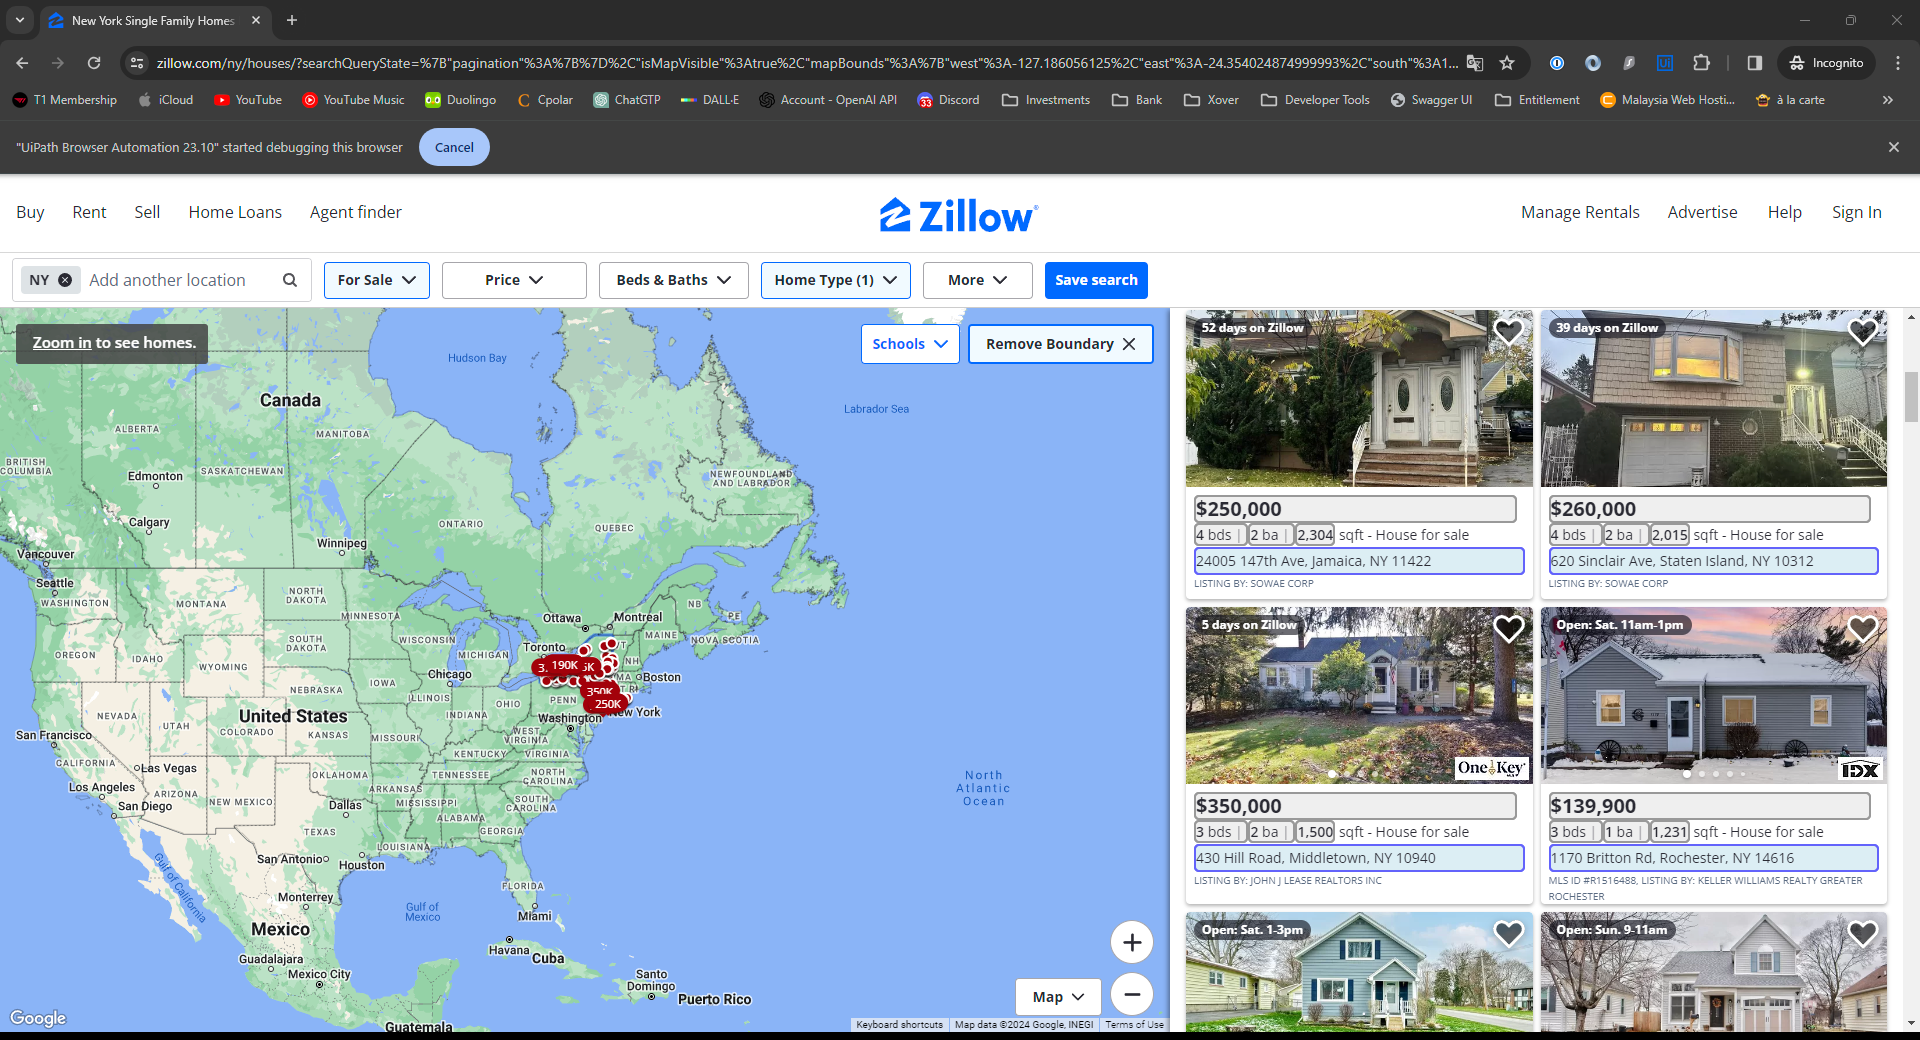 New York Single Family Homes
zillow.com/ny/houses/?searchQueryState=%7B"pagination"%3A%7B%7D%2C"isMapVisible"%3Atrue%2C"mapBounds"%3A%7B"west"%3A-127.186056125%2C"east"%3A-24.354024874999993%2C"south"%3A1...
Incognito
T1 Membership
iCloud
YouTube
YouTube Music
Duolingo
Cpolar
ChatGTP
DALL·E
Account - OpenAI API
33
Discord
Investments
Bank
Xover
Developer Tools
Swagger UI
Entitlement
Malaysia Web Hosti...
à la carte
"UiPath Browser Automation 23.10" started debugging this browser
Cancel
Buy
Rent
Sell
Home Loans
Agent finder
Zillow
Manage Rentals
Advertise
Help
Sign In
NY
Add another location
For Sale
Price
Beds & Baths
Home Type (1)
More
Save search
Zoom in to see homes.
Schools
Remove Boundary
Hudson Bay
Labrador Sea
Canada
ALBERTA
MANITOBA
BRITISH
COLUMBIA
Edmonton
SASKATCHEWAN
NEWFOUNDLAND
AND LABRADOR
Calgary
ONTARIO
QUEBEC
Winnipeg
Vancouver
Seattle
WASHINGTON
MONTANA
NORTH
DAKOTA
MINNESOTA
Ottawa
Montreal
NB
PE
MAINE
NOVA SCOTIA
OREGON
IDAHO
WYOMING
SOUTH
DAKOTA
WISCONSIN
MICHIGAN
Toronto
VT
NH
3.
190K
5K
350K
250K
MA
Boston
Chicago
NEBRASKA
IOWA
ILLINOIS
INDIANA
OHIO
PENN
New York
NEVADA
UTAH
COLORADO
United States
KANSAS
MISSOURI
WEST
VIRGINIA
Washington
San Francisco
CALIFORNIA
KENTUCKY
VIRGINIA
Las Vegas
OKLAHOMA
TENNESSEE
NORTH
CAROLINA
Los Angeles
ARIZONA
NEW MEXICO
ARKANSAS
MISSISSIPPI
SOUTH
CAROLINA
San Diego
Dallas
ALABAMA
TEXAS
GEORGIA
LOUISIANA
San Antonio
Houston
Gulf of
California
FLORIDA
Monterrey
Gulf of
Mexico
Miami
Mexico
Havana
Cuba
Guadalajara
Mexico City
Santo
Domingo
Puerto Rico
Guatemala
North
Atlantic
Ocean
Map
Google
Keyboard shortcuts
Map data ©2024 Google, INEGI
Terms of Use
52 days on Zillow
$250,000
4 bds | 2 ba | 2,304 sqft - House for sale
24005 147th Ave, Jamaica, NY 11422
LISTING BY: SOWAE CORP
39 days on Zillow
$260,000
4 bds | 2 ba | 2,015 sqft - House for sale
620 Sinclair Ave, Staten Island, NY 10312
LISTING BY: SOWAE CORP
5 days on Zillow
OneKey
$350,000
3 bds | 2 ba | 1,500 sqft - House for sale
430 Hill Road, Middletown, NY 10940
LISTING BY: JOHN J LEASE REALTORS INC
Open: Sat. 11am-1pm
IDX
$139,900
3 bds | 1 ba | 1,231 sqft - House for sale
1170 Britton Rd, Rochester, NY 14616
MLS ID #R1516488, LISTING BY: KELLER WILLIAMS REALTY GREATER
ROCHESTER
Open: Sat. 1-3pm
Open: Sun. 9-11am